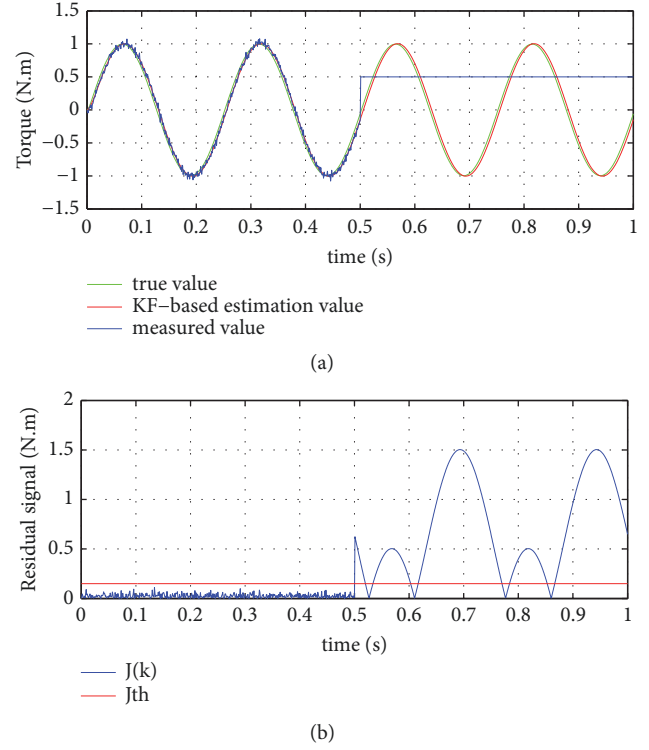 1.5
1
0.5
0
−0.5
−1
−1.5
Torque (N.m)
0 0.1 0.2 0.3 0.4 0.5 0.6 0.7 0.8 0.9 1
time (s)
true value
KF−based estimation value
measured value
(a)
2
1.5
1
0.5
0
Residual signal (N.m)
0 0.1 0.2 0.3 0.4 0.5 0.6 0.7 0.8 0.9 1
time (s)
J(k)
Jth
(b)